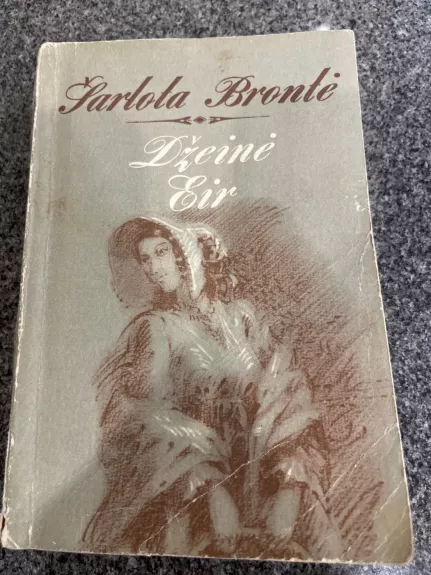 Šarlota Brontė
Džeinė
Eir